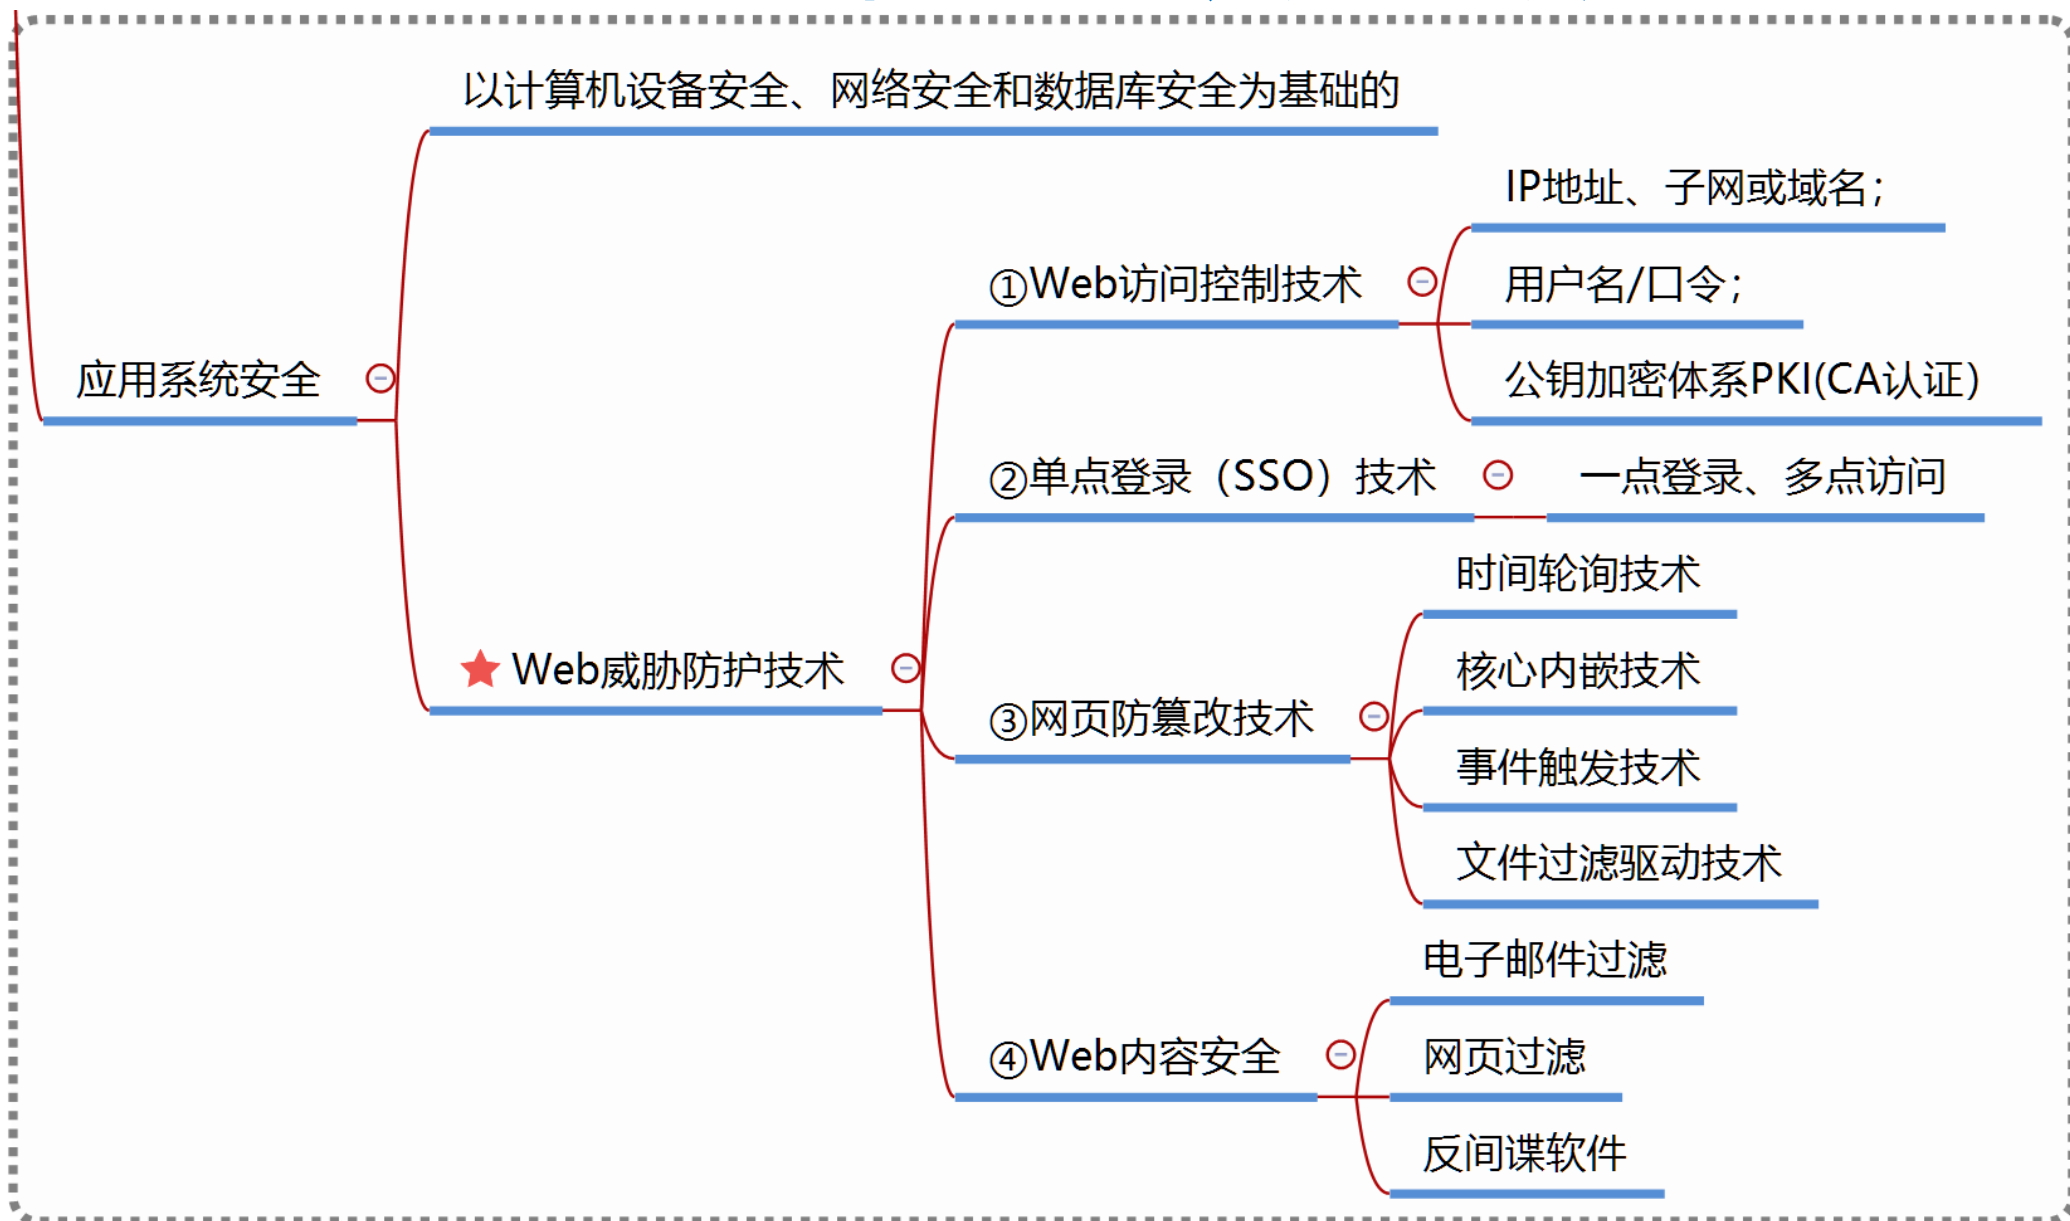 以计算机设备安全、网络安全和数据库安全为基础的
IP地址、子网或域名；
①Web访问控制技术
用户名/口令；
应用系统安全
公钥加密体系PKI(CA认证）
②单点登录（SSO）技术
一点登录、多点访问
时间轮询技术
Web威胁防护技术
核心内嵌技术
③网页防篡改技术
事件触发技术
文件过滤驱动技术
电子邮件过滤
④Web内容安全
网页过滤
反间谍软件